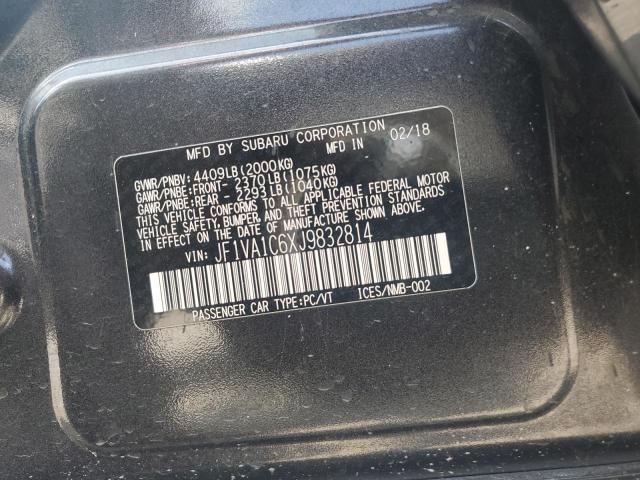 MFD BY SUBARU CORPORATION
MFD IN 02/18
GVWR/PNBV: 4409LB(2000KG)
GAWR/PNBE:FRONT- 2370LB(1075KG)
GAWR/PNBE:REAR - 2293LB(1040KG)
THIS VEHICLE CONFORMS TO ALL APPLICABLE FEDERAL MOTOR
VEHICLE SAFETY, BUMPER, AND THEFT PREVENTION STANDARDS
IN EFFECT ON THE DATE OF MANUFACTURE SHOWN ABOVE.
VIN: JF1VA1C6XJ9832814
PASSENGER CAR TYPE:PC/VT ICES/NMB-002